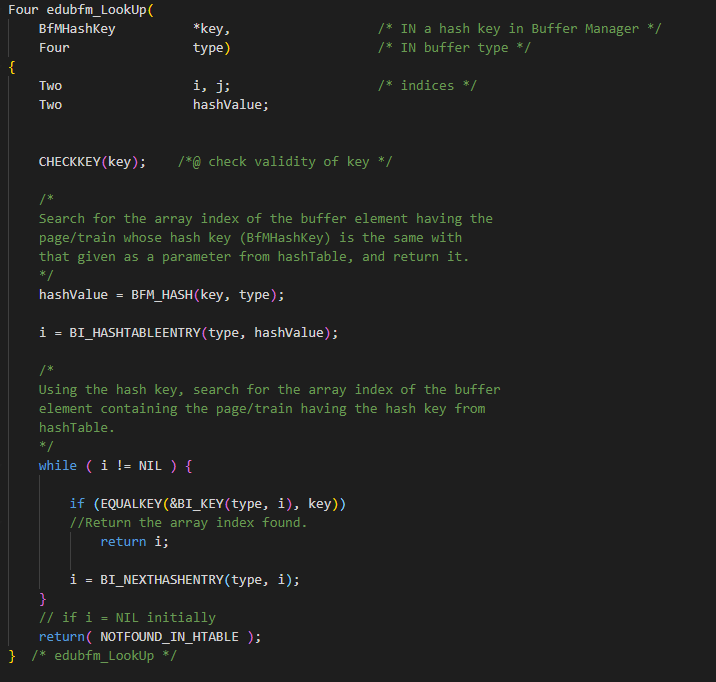 Four edubfm_LookUp(
    BfMHashKey          *key,                   /* IN a hash key in Buffer Manager */
    Four                type)                   /* IN buffer type */
{
    Two                 i, j;                   /* indices */
    Two                 hashValue;
    CHECKKEY(key);    /*@ check validity of key */
    /*
    Search for the array index of the buffer element having the
    page/train whose hash key (BfMHashKey) is the same with
    that given as a parameter from hashTable, and return it.
    */
    hashValue = BFM_HASH(key, type);
    i = BI_HASHTABLEENTRY(type, hashValue);
    /*
    Using the hash key, search for the array index of the buffer
    element containing the page/train having the hash key from
    hashTable.
    */
    while ( i != NIL ) {
        if (EQUALKEY(&BI_KEY(type, i), key))
        //Return the array index found.
            return i;
        i = BI_NEXTHASHENTRY(type, i);
    }
    // if i = NIL initially
    return( NOTFOUND_IN_HTABLE );
}  /* edubfm_LookUp */